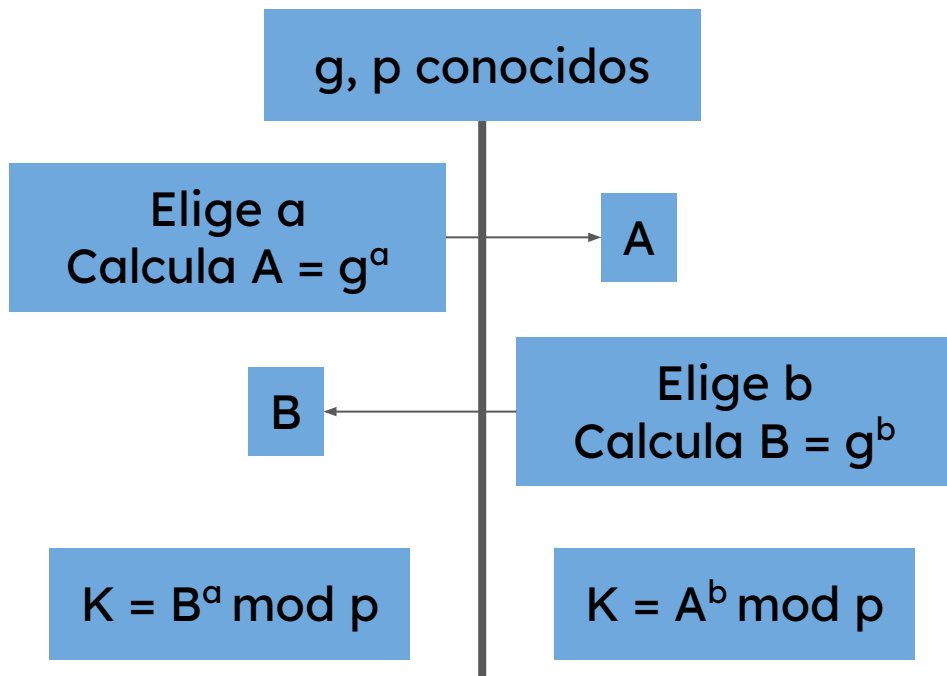 g, p conocidos
Elige a
Calcula A = gᵃ
A
B
Elige b
Calcula B = gᵇ
K = Bᵃ mod p
K = Aᵇ mod p